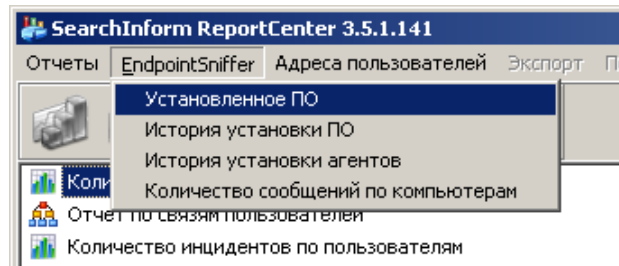 SearchInform ReportCenter 3.5.1.141
Отчеты EndpointSniffer Адреса пользователей Экспорт
Установленное ПО
История установки ПО
История установки агентов
Количество сообщений по компьютерам
Отчет по связям пользователей
Количество инцидентов по пользователям